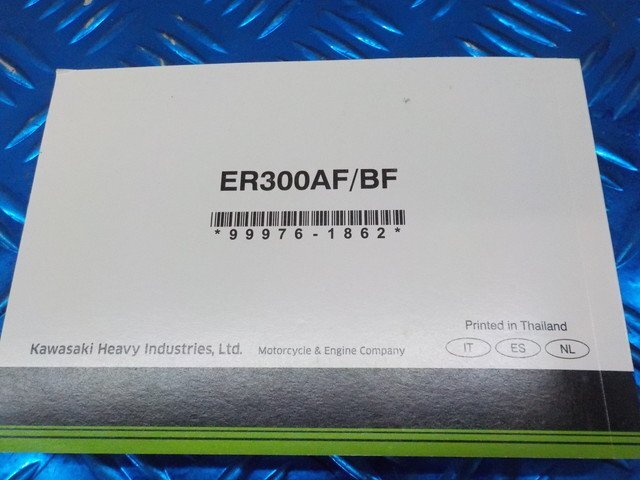 ER300AF/BF
*99976-1862*
Printed in Thailand
Kawasaki Heavy Industries, Ltd. Motorcycle & Engine Company IT ES NL